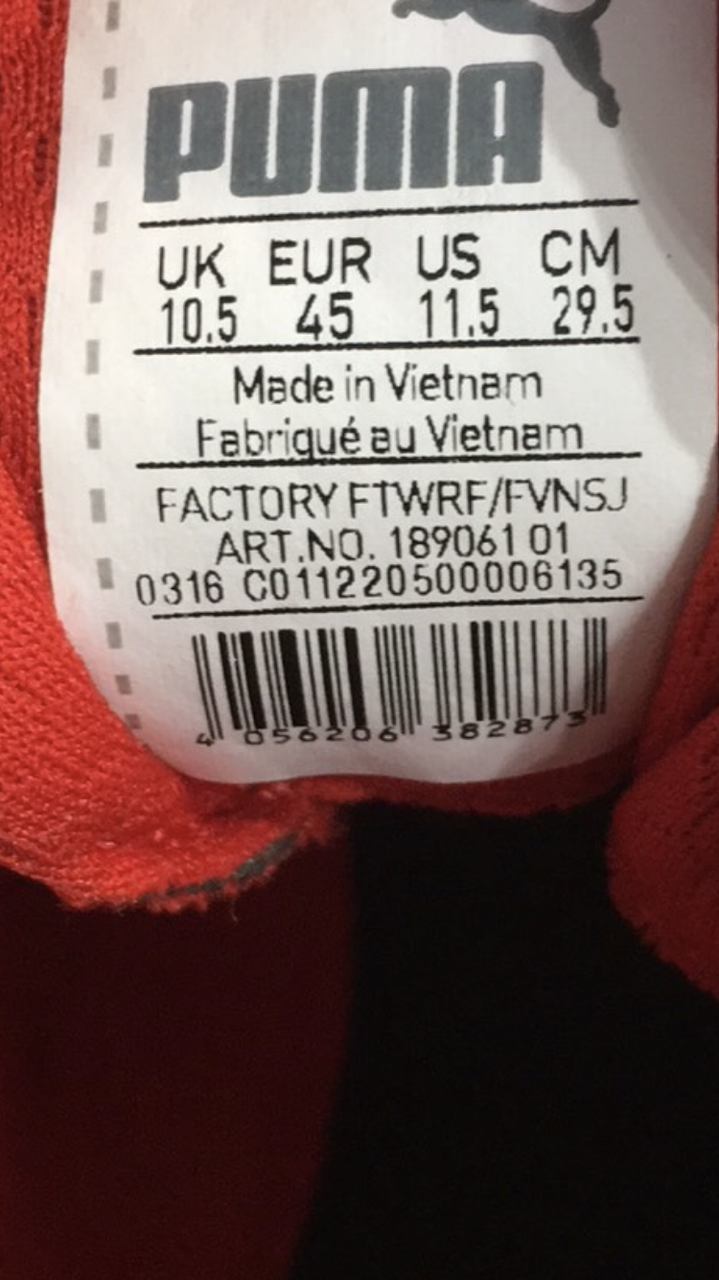 PUMA
UK EUR US CM
10.5 45 11.5 29.5
Made in Vietnam
Fabriqué au Vietnam
FACTORY FTWRF/FVNSJ
ART.NO. 189061 01
0316 C011220500006135
4 056206 382873